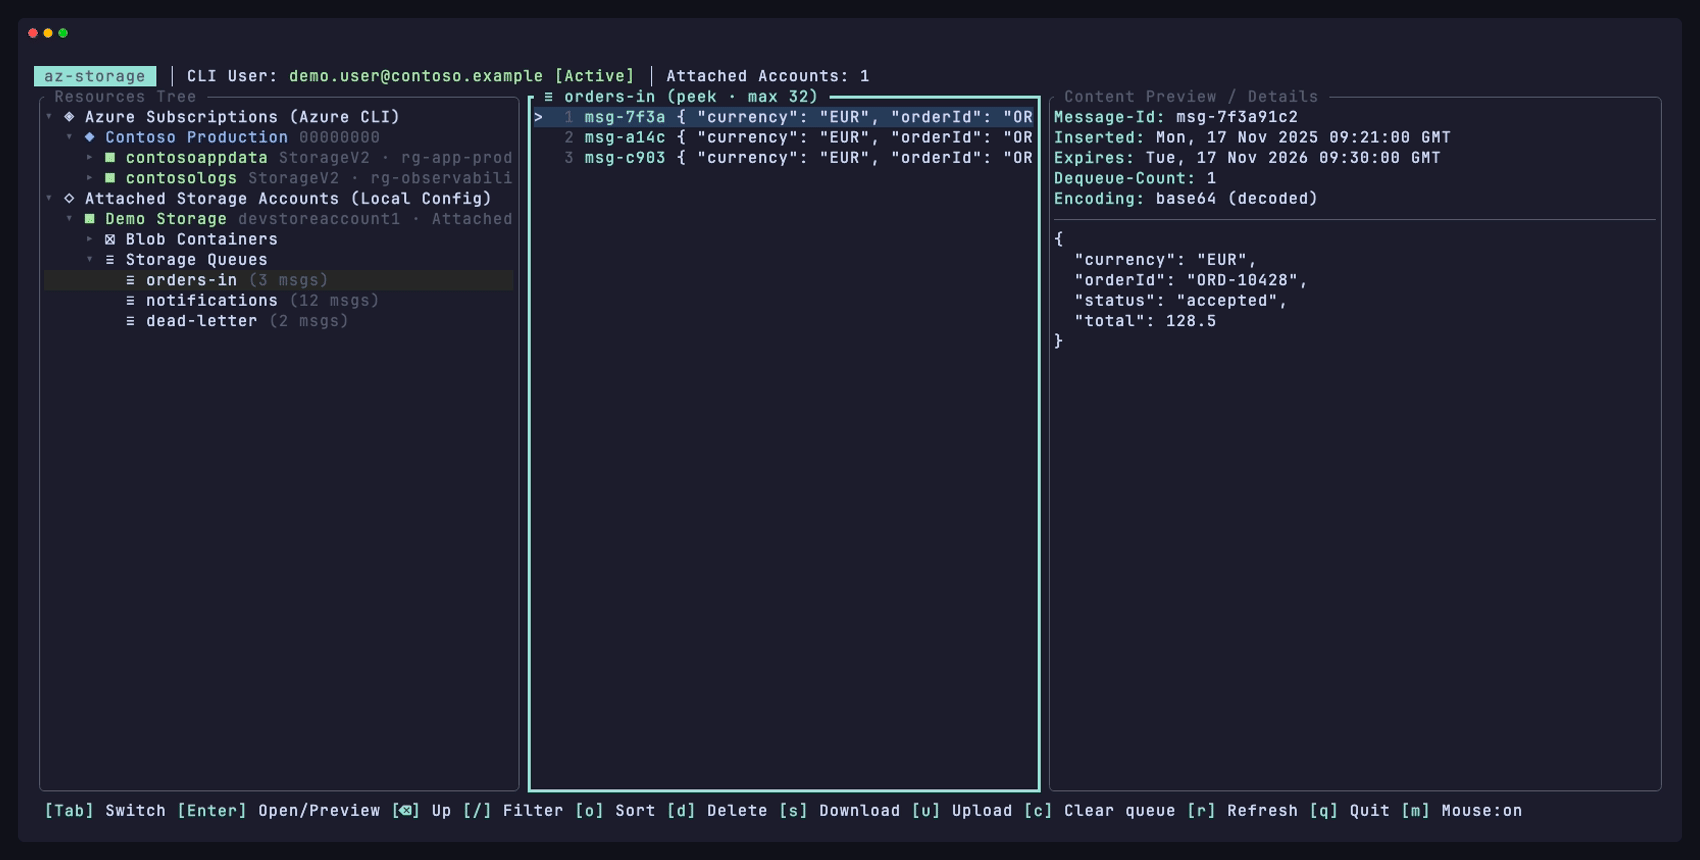 az-storage │ CLI User: demo.user@contoso.example [Active] │ Attached Accounts: 1
Resources Tree
▾ ◈ Azure Subscriptions (Azure CLI)
▾ ◆ Contoso Production 00000000
▸ ■ contosoappdata StorageV2 · rg-app-prod
▸ ■ contosologs StorageV2 · rg-observabili
▾ ◇ Attached Storage Accounts (Local Config)
▾ ■ Demo Storage devstoreaccount1 · Attached
▸ ⊠ Blob Containers
▾ ≡ Storage Queues
≡ orders-in (3 msgs)
≡ notifications (12 msgs)
≡ dead-letter (2 msgs)
≡ orders-in (peek · max 32)
> 1 msg-7f3a { "currency": "EUR", "orderId": "OR
2 msg-a14c { "currency": "EUR", "orderId": "OR
3 msg-c903 { "currency": "EUR", "orderId": "OR
Content Preview / Details
Message-Id: msg-7f3a91c2
Inserted: Mon, 17 Nov 2025 09:21:00 GMT
Expires: Tue, 17 Nov 2026 09:30:00 GMT
Dequeue-Count: 1
Encoding: base64 (decoded)
{
"currency": "EUR",
"orderId": "ORD-10428",
"status": "accepted",
"total": 128.5
}
[Tab] Switch [Enter] Open/Preview [⌫] Up [/] Filter [o] Sort [d] Delete [s] Download [u] Upload [c] Clear queue [r] Refresh [q] Quit [m] Mouse:on